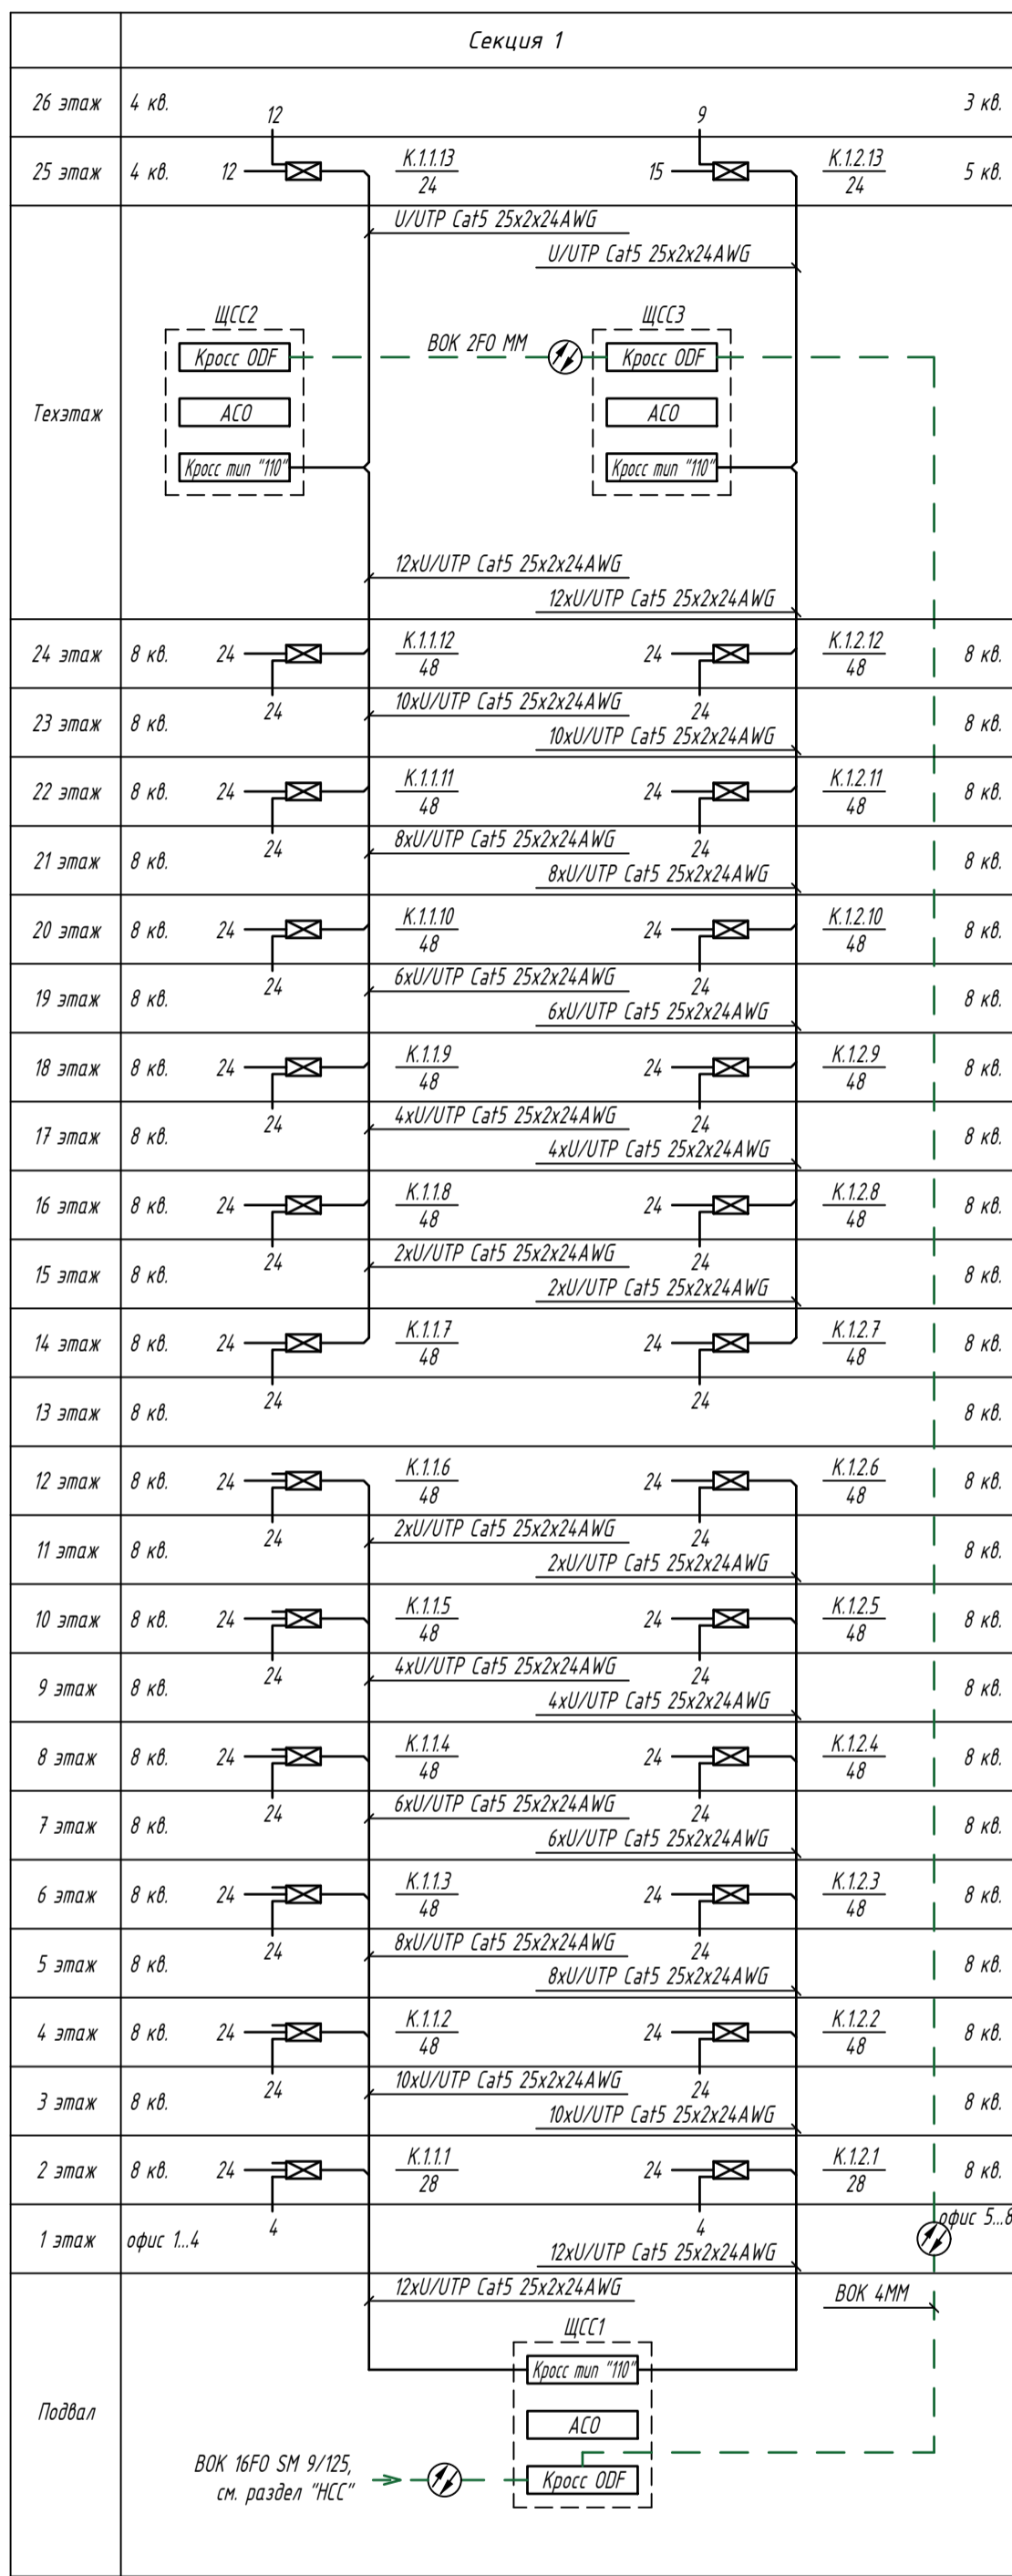 Секция 1
26 этаж 4 кв. 3 кв.
12 9
25 этаж 4 кв. 12 К.1.1.13 15 К.1.2.13 5 кв.
24 24
U/UTP Cat5 25x2x24AWG
U/UTP Cat5 25x2x24AWG
ЩСС2 ЩСС3
Кросс ODF ВОК 2FO ММ Кросс ODF
Техэтаж АСО АСО
Кросс тип "110" Кросс тип "110"
12xU/UTP Cat5 25x2x24AWG
12xU/UTP Cat5 25x2x24AWG
24 этаж 8 кв. 24 К.1.1.12 24 К.1.2.12 8 кв.
48 48
24 10xU/UTP Cat5 25x2x24AWG 24
23 этаж 8 кв. 8 кв.
10xU/UTP Cat5 25x2x24AWG
22 этаж 8 кв. 24 К.1.1.11 24 К.1.2.11 8 кв.
48 48
24 8xU/UTP Cat5 25x2x24AWG 24
21 этаж 8 кв. 8 кв.
8xU/UTP Cat5 25x2x24AWG
20 этаж 8 кв. 24 К.1.1.10 24 К.1.2.10 8 кв.
48 48
24 6xU/UTP Cat5 25x2x24AWG 24
19 этаж 8 кв. 8 кв.
6xU/UTP Cat5 25x2x24AWG
18 этаж 8 кв. 24 К.1.1.9 24 К.1.2.9 8 кв.
48 48
24 4xU/UTP Cat5 25x2x24AWG 24
17 этаж 8 кв. 8 кв.
4xU/UTP Cat5 25x2x24AWG
16 этаж 8 кв. 24 К.1.1.8 24 К.1.2.8 8 кв.
48 48
24 2xU/UTP Cat5 25x2x24AWG 24
15 этаж 8 кв. 8 кв.
2xU/UTP Cat5 25x2x24AWG
14 этаж 8 кв. 24 К.1.1.7 24 К.1.2.7 8 кв.
48 48
24 24
13 этаж 8 кв. 8 кв.
12 этаж 8 кв. 24 К.1.1.6 24 К.1.2.6 8 кв.
48 48
24 2xU/UTP Cat5 25x2x24AWG 24
11 этаж 8 кв. 8 кв.
2xU/UTP Cat5 25x2x24AWG
10 этаж 8 кв. 24 К.1.1.5 24 К.1.2.5 8 кв.
48 48
24 4xU/UTP Cat5 25x2x24AWG 24
9 этаж 8 кв. 8 кв.
4xU/UTP Cat5 25x2x24AWG
8 этаж 8 кв. 24 К.1.1.4 24 К.1.2.4 8 кв.
48 48
24 6xU/UTP Cat5 25x2x24AWG 24
7 этаж 8 кв. 8 кв.
6xU/UTP Cat5 25x2x24AWG
6 этаж 8 кв. 24 К.1.1.3 24 К.1.2.3 8 кв.
48 48
24 8xU/UTP Cat5 25x2x24AWG 24
5 этаж 8 кв. 8 кв.
8xU/UTP Cat5 25x2x24AWG
4 этаж 8 кв. 24 К.1.1.2 24 К.1.2.2 8 кв.
48 48
24 10xU/UTP Cat5 25x2x24AWG 24
3 этаж 8 кв. 8 кв.
10xU/UTP Cat5 25x2x24AWG
2 этаж 8 кв. 24 К.1.1.1 24 К.1.2.1 8 кв.
28 28
4 4 офис 5...8
1 этаж офис 1...4
12xU/UTP Cat5 25x2x24AWG
12xU/UTP Cat5 25x2x24AWG ВОК 4ММ
ЩСС1
Кросс тип "110"
Подвал АСО
ВОК 16FO SM 9/125, Кросс ODF
см. раздел "НСС"